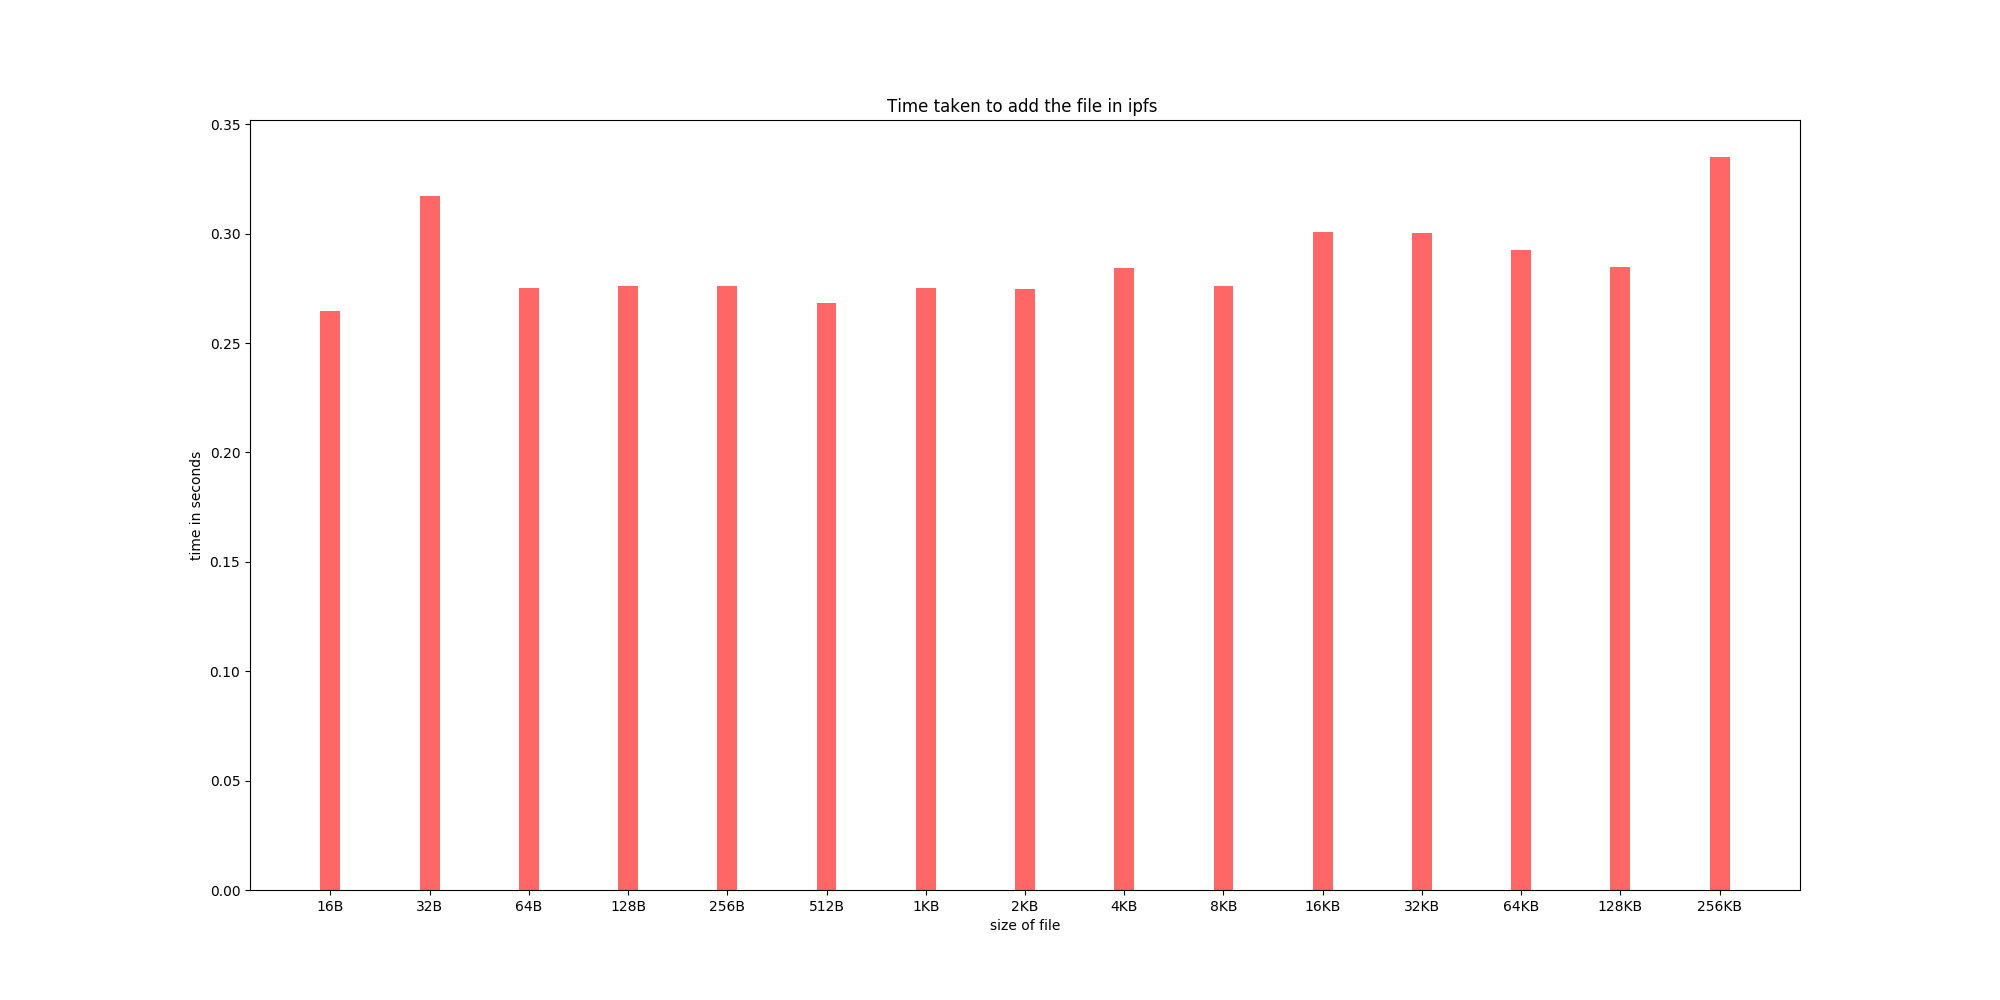 Time taken to add the file in ipfs
0.35
0.30
0.25
0.20
0.15
0.10
0.05
0.00
time in seconds
16B 32B 64B 128B 256B 512B 1KB 2KB 4KB 8KB 16KB 32KB 64KB 128KB 256KB
size of file